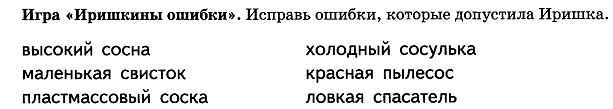 Игра «Иришкины ошибки». Исправь ошибки, которые допустила Иришка.
высокий сосна холодный сосулька
маленькая свисток красная пылесос
пластмассовый соска ловкая спасатель